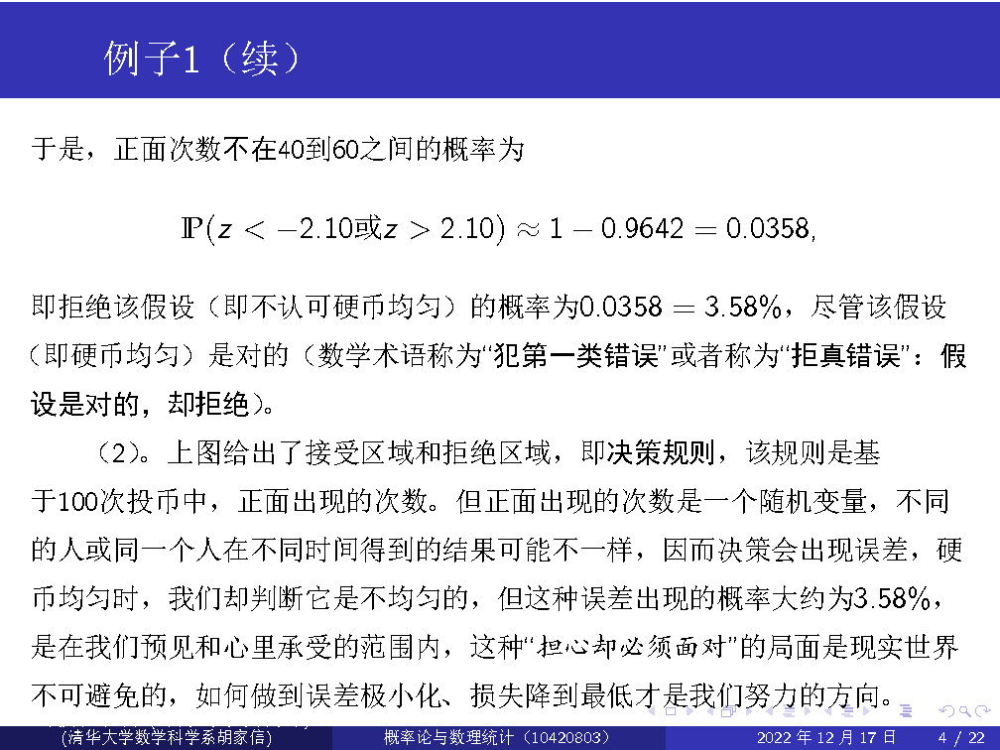 例子1（续）
于是，正面次数不在40到60之间的概率为
ℙ(z < −2.10或z > 2.10) ≈ 1 − 0.9642 = 0.0358,
即拒绝该假设（即不认可硬币均匀）的概率为0.0358 = 3.58%，尽管该假设
（即硬币均匀）是对的（数学术语称为“犯第一类错误”或者称为“拒真错误”：假
设是对的，却拒绝）。
（2）。上图给出了接受区域和拒绝区域，即决策规则，该规则是基
于100次投币中，正面出现的次数。但正面出现的次数是一个随机变量，不同
的人或同一个人在不同时间得到的结果可能不一样，因而决策会出现误差，硬
币均匀时，我们却判断它是不均匀的，但这种误差出现的概率大约为3.58%，
是在我们预见和心里承受的范围内，这种“担心却必须面对”的局面是现实世界
不可避免的，如何做到误差极小化、损失降到最低才是我们努力的方向。
(清华大学数学科学系胡家信) 概率论与数理统计（10420803） 2022 年 12 月 17 日 4 / 22